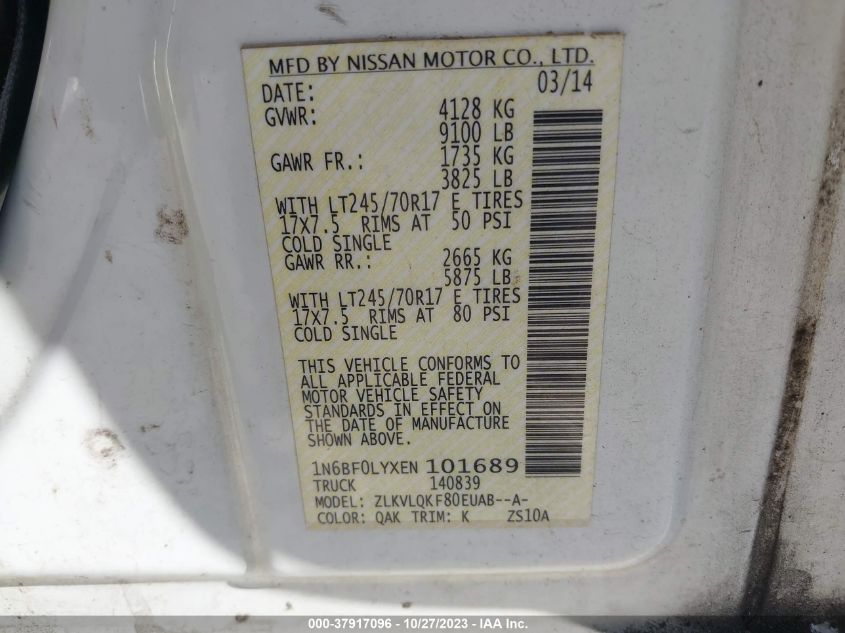 MFD BY NISSAN MOTOR CO., LTD.
DATE: 03/14
GVWR: 4128 KG
9100 LB
GAWR FR.: 1735 KG
3825 LB
WITH LT245/70R17 E TIRES
17X7.5 RIMS AT 50 PSI
COLD SINGLE
GAWR RR.: 2665 KG
5875 LB
WITH LT245/70R17 E TIRES
17X7.5 RIMS AT 80 PSI
COLD SINGLE
THIS VEHICLE CONFORMS TO
ALL APPLICABLE FEDERAL
MOTOR VEHICLE SAFETY
STANDARDS IN EFFECT ON
THE DATE OF MANUFACTURE
SHOWN ABOVE.
1N6BF0LYXEN 101689
TRUCK 140839
MODEL: ZLKVLQKF80EUAB--A-
COLOR: QAK TRIM: K ZS10A
000-37917096 - 10/27/2023 - IAA Inc.